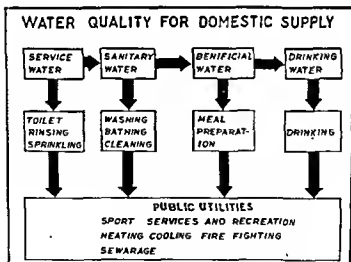 WATER QUALITY FOR DOMESTIC SUPPLY
SERVICE
WATER
SANITARY
WATER
BENIFICIAL
WATER
DRINKING
WATER
TOILET
RINSING
SPRINKLING
WASHING
BATHING
CLEANING
MEAL
PREPARAT-
ION
DRINKING
PUBLIC UTILITIES
SPORT SERVICES AND RECREATION
HEATING COOLING FIRE FIGHTING
SEWARAGE